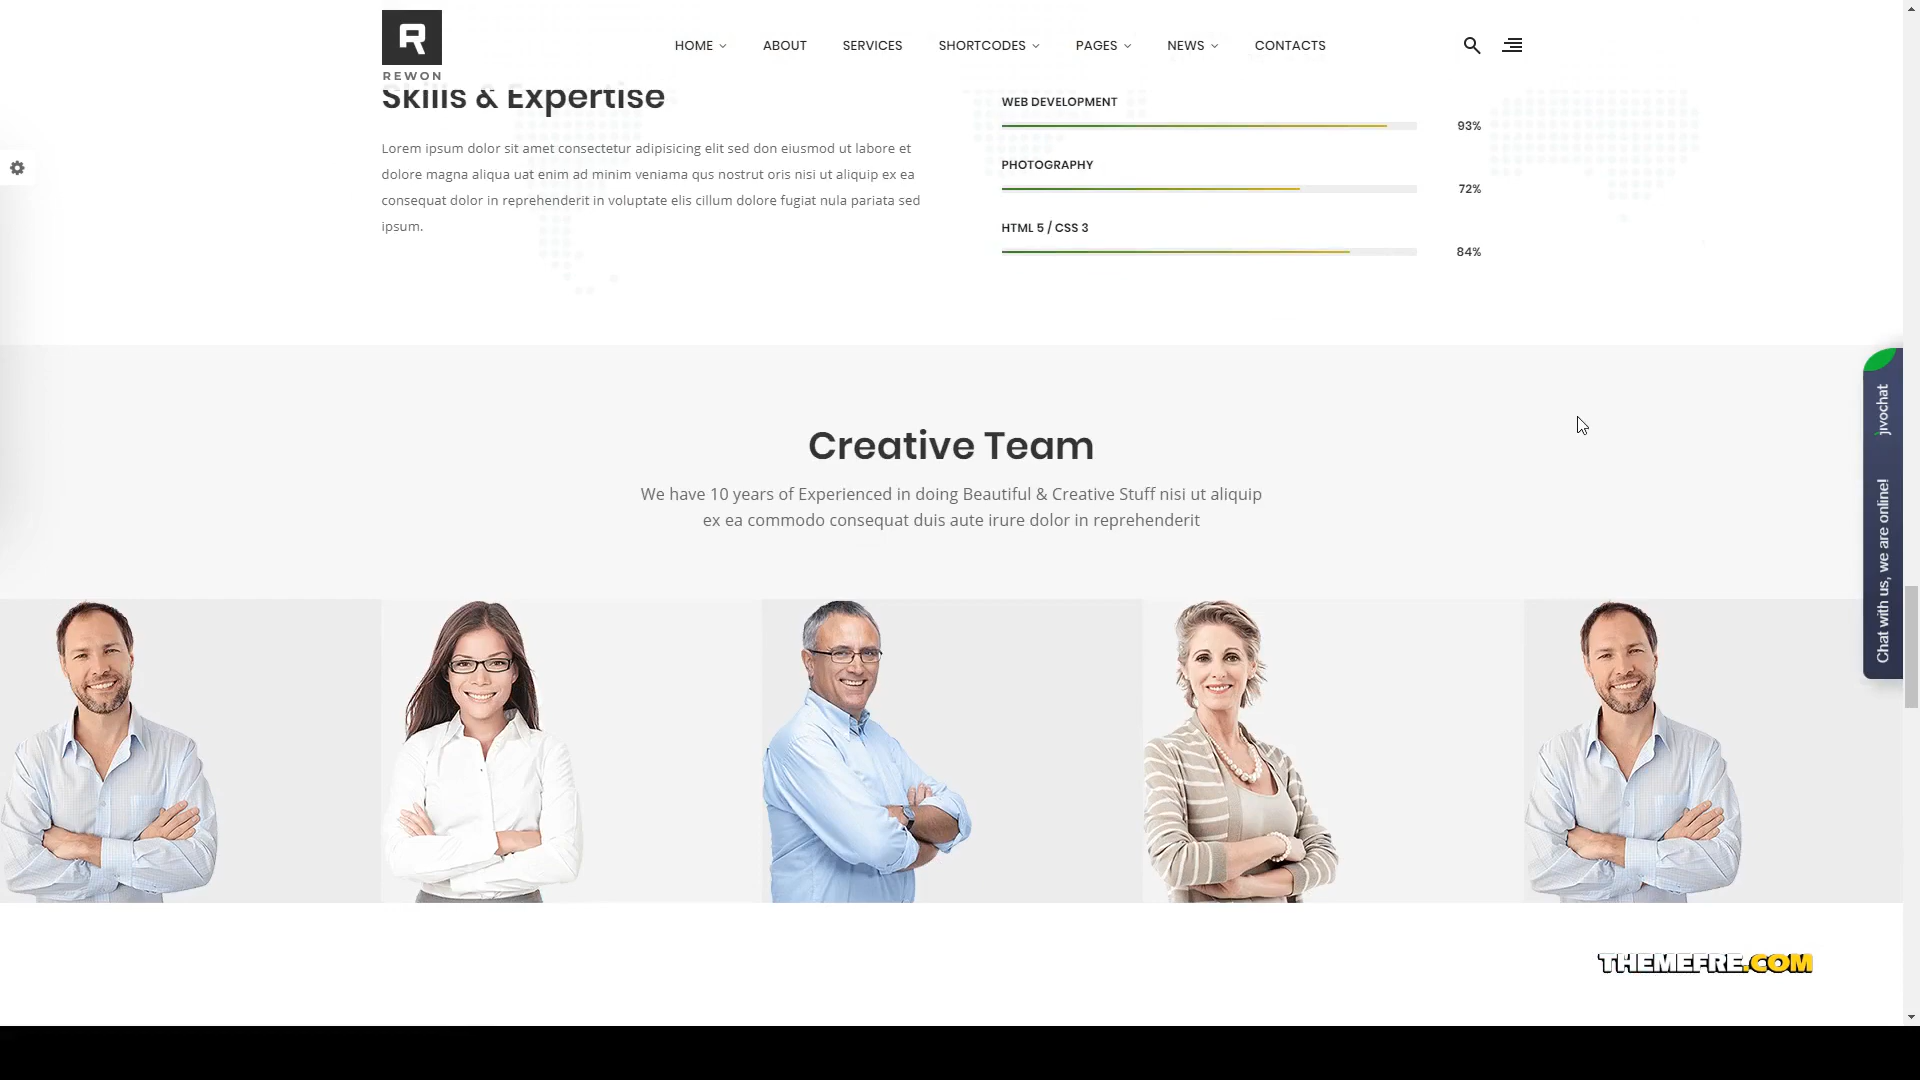 REWON
HOME
ABOUT
SERVICES
SHORTCODES
PAGES
NEWS
CONTACTS
Skills & Expertise
Lorem ipsum dolor sit amet consectetur adipisicing elit sed don eiusmod ut labore et
dolore magna aliqua uat enim ad minim veniama qus nostrut oris nisi ut aliquip ex ea
consequat dolor in reprehenderit in voluptate elis cillum dolore fugiat nula pariata sed
ipsum.
WEB DEVELOPMENT
93%
PHOTOGRAPHY
72%
HTML 5 / CSS 3
84%
Creative Team
We have 10 years of Experienced in doing Beautiful & Creative Stuff nisi ut aliquip
ex ea commodo consequat duis aute irure dolor in reprehenderit
jivochat
Chat with us, we are online!
THEMEFRE.COM